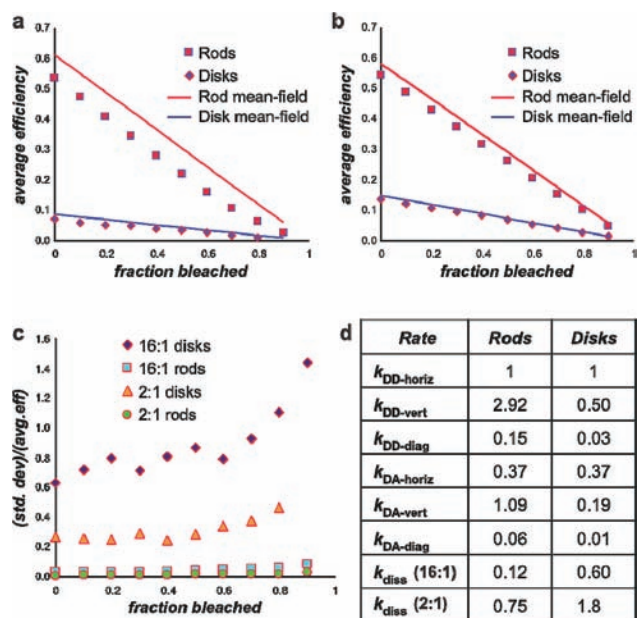 a
0.7
0.6
0.5
0.4
0.3
0.2
0.1
0.0
0
0.2
0.4
0.6
0.8
1
average efficiency
fraction bleached
Rods
Disks
Rod mean-field
Disk mean-field
b
0.7
0.6
0.5
0.4
0.3
0.2
0.1
0.0
0
0.2
0.4
0.6
0.8
1
average efficiency
fraction bleached
Rods
Disks
Rod mean-field
Disk mean-field
c
1.6
1.4
1.2
1.0
0.8
0.6
0.4
0.2
0.0
0
0.2
0.4
0.6
0.8
1
(std. dev)/(avg.eff)
fraction bleached
16:1 disks
16:1 rods
2:1 disks
2:1 rods
d
Rate Rods Disks
kDD-horiz 1 1
kDD-vert 2.92 0.50
kDD-diag 0.15 0.03
kDA-horiz 0.37 0.37
kDA-vert 1.09 0.19
kDA-diag 0.06 0.01
kdiss (16:1) 0.12 0.60
kdiss (2:1) 0.75 1.8